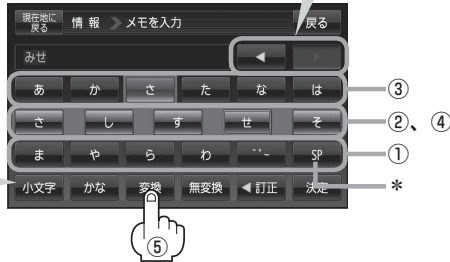 現在地に戻る 情報 メモを入力 戻る
みせ ◀ ▶
あ か さ た な は ③
さ し す せ そ ②、④
ま や ら わ ゛゜ー SP ①
*
小文字 かな 変換 無変換 ◀訂正 決定
⑤